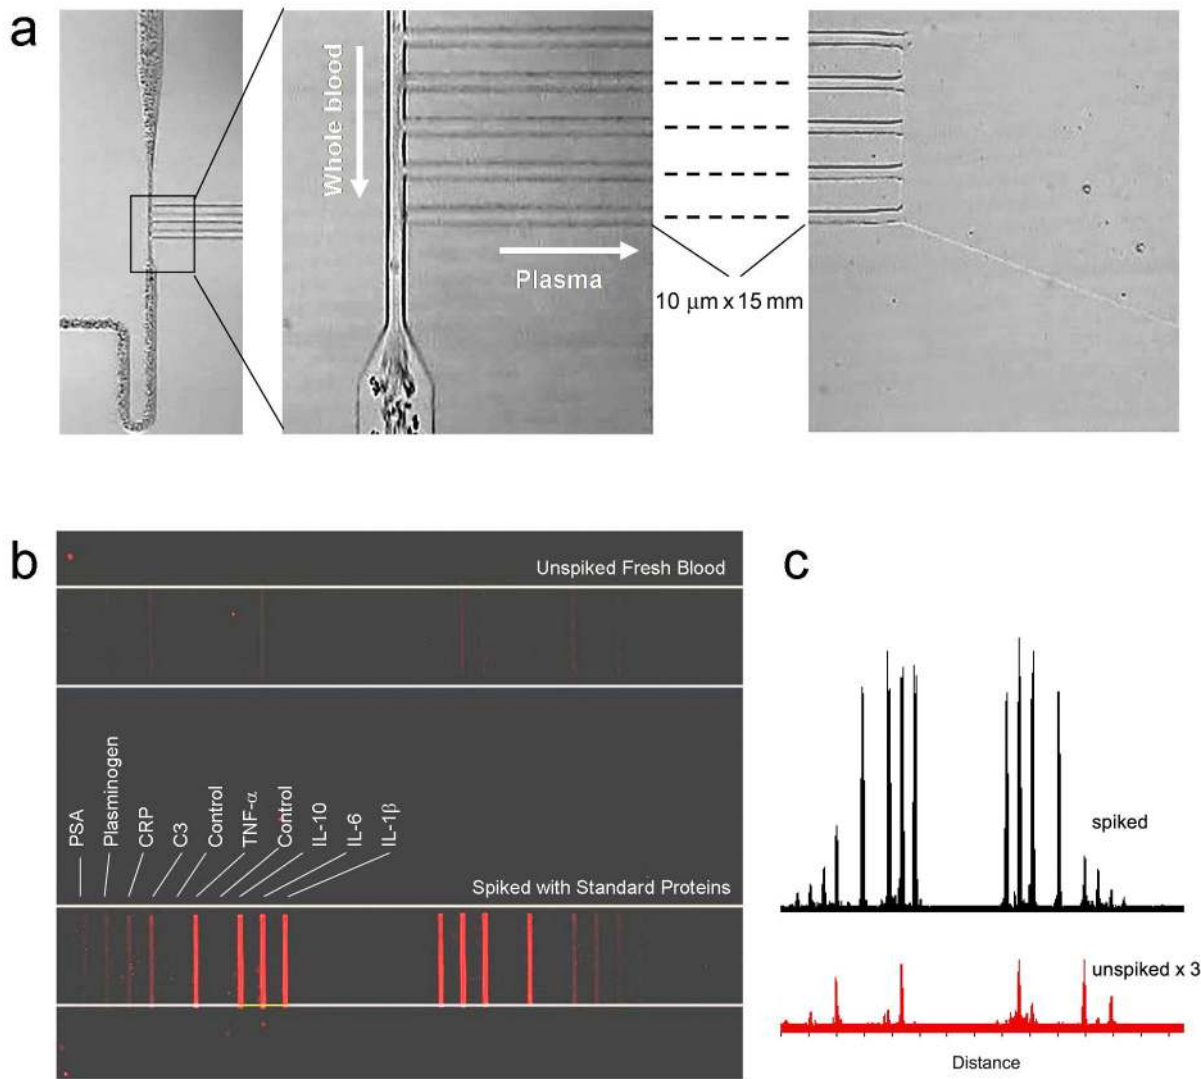 a
Whole blood
Plasma
10 μm x 15 mm
b
Unspiked Fresh Blood
PSA
Plasminogen
CRP
C3
Control
TNF-α
Control
IL-10
IL-6
IL-1β
Spiked with Standard Proteins
c
spiked
unspiked x 3
Distance